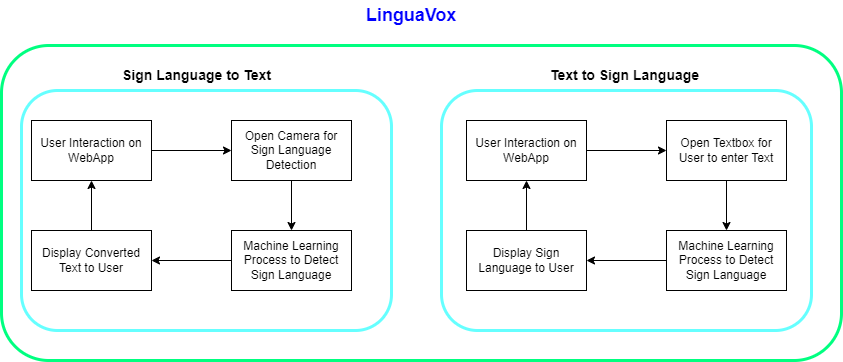 LinguaVox
Sign Language to Text
User Interaction on
WebApp
Open Camera for
Sign Language
Detection
Display Converted
Text to User
Machine Learning
Process to Detect
Sign Language
Text to Sign Language
User Interaction on
WebApp
Open Textbox for
User to enter Text
Display Sign
Language to User
Machine Learning
Process to Detect
Sign Language